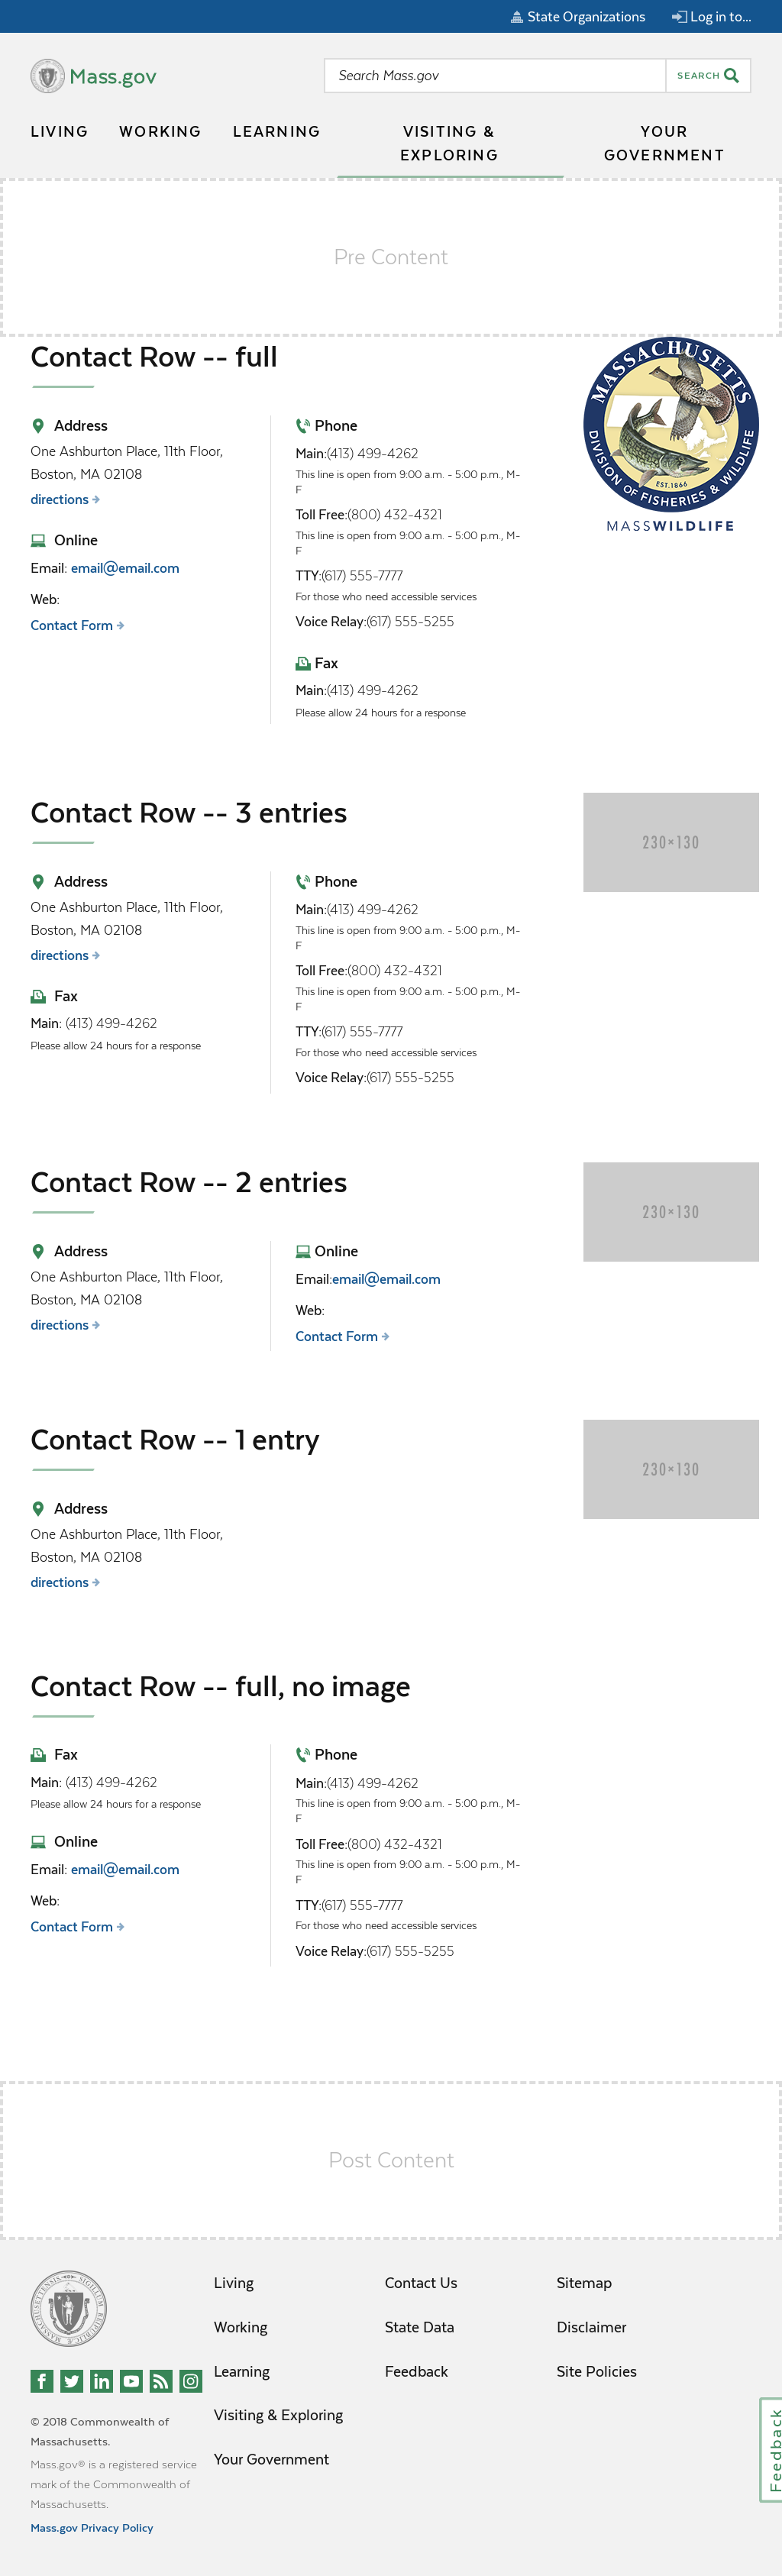 State Organizations
Log in to...
Mass.gov
Search Mass.gov
SEARCH
LIVING
WORKING
LEARNING
VISITING &
EXPLORING
YOUR
GOVERNMENT
Pre Content
Contact Row -- full
Address
One Ashburton Place, 11th Floor,
Boston, MA 02108
directions
Online
Email: email@email.com
Web:
Contact Form
Phone
Main:(413) 499-4262
This line is open from 9:00 a.m. - 5:00 p.m., M-
F
Toll Free:(800) 432-4321
This line is open from 9:00 a.m. - 5:00 p.m., M-
F
TTY:(617) 555-7777
For those who need accessible services
Voice Relay:(617) 555-5255
Fax
Main:(413) 499-4262
Please allow 24 hours for a response
MASSACHUSETTS
DIVISION OF FISHERIES & WILDLIFE
EST. 1866
MASSWILDLIFE
Contact Row -- 3 entries
Address
One Ashburton Place, 11th Floor,
Boston, MA 02108
directions
Fax
Main: (413) 499-4262
Please allow 24 hours for a response
Phone
Main:(413) 499-4262
This line is open from 9:00 a.m. - 5:00 p.m., M-
F
Toll Free:(800) 432-4321
This line is open from 9:00 a.m. - 5:00 p.m., M-
F
TTY:(617) 555-7777
For those who need accessible services
Voice Relay:(617) 555-5255
230×130
Contact Row -- 2 entries
Address
One Ashburton Place, 11th Floor,
Boston, MA 02108
directions
Online
Email:email@email.com
Web:
Contact Form
230×130
Contact Row -- 1 entry
Address
One Ashburton Place, 11th Floor,
Boston, MA 02108
directions
230×130
Contact Row -- full, no image
Fax
Main: (413) 499-4262
Please allow 24 hours for a response
Online
Email: email@email.com
Web:
Contact Form
Phone
Main:(413) 499-4262
This line is open from 9:00 a.m. - 5:00 p.m., M-
F
Toll Free:(800) 432-4321
This line is open from 9:00 a.m. - 5:00 p.m., M-
F
TTY:(617) 555-7777
For those who need accessible services
Voice Relay:(617) 555-5255
Post Content
Living
Working
Learning
Visiting & Exploring
Your Government
Contact Us
State Data
Feedback
Sitemap
Disclaimer
Site Policies
© 2018 Commonwealth of
Massachusetts.
Mass.gov® is a registered service
mark of the Commonwealth of
Massachusetts.
Mass.gov Privacy Policy
Feedback